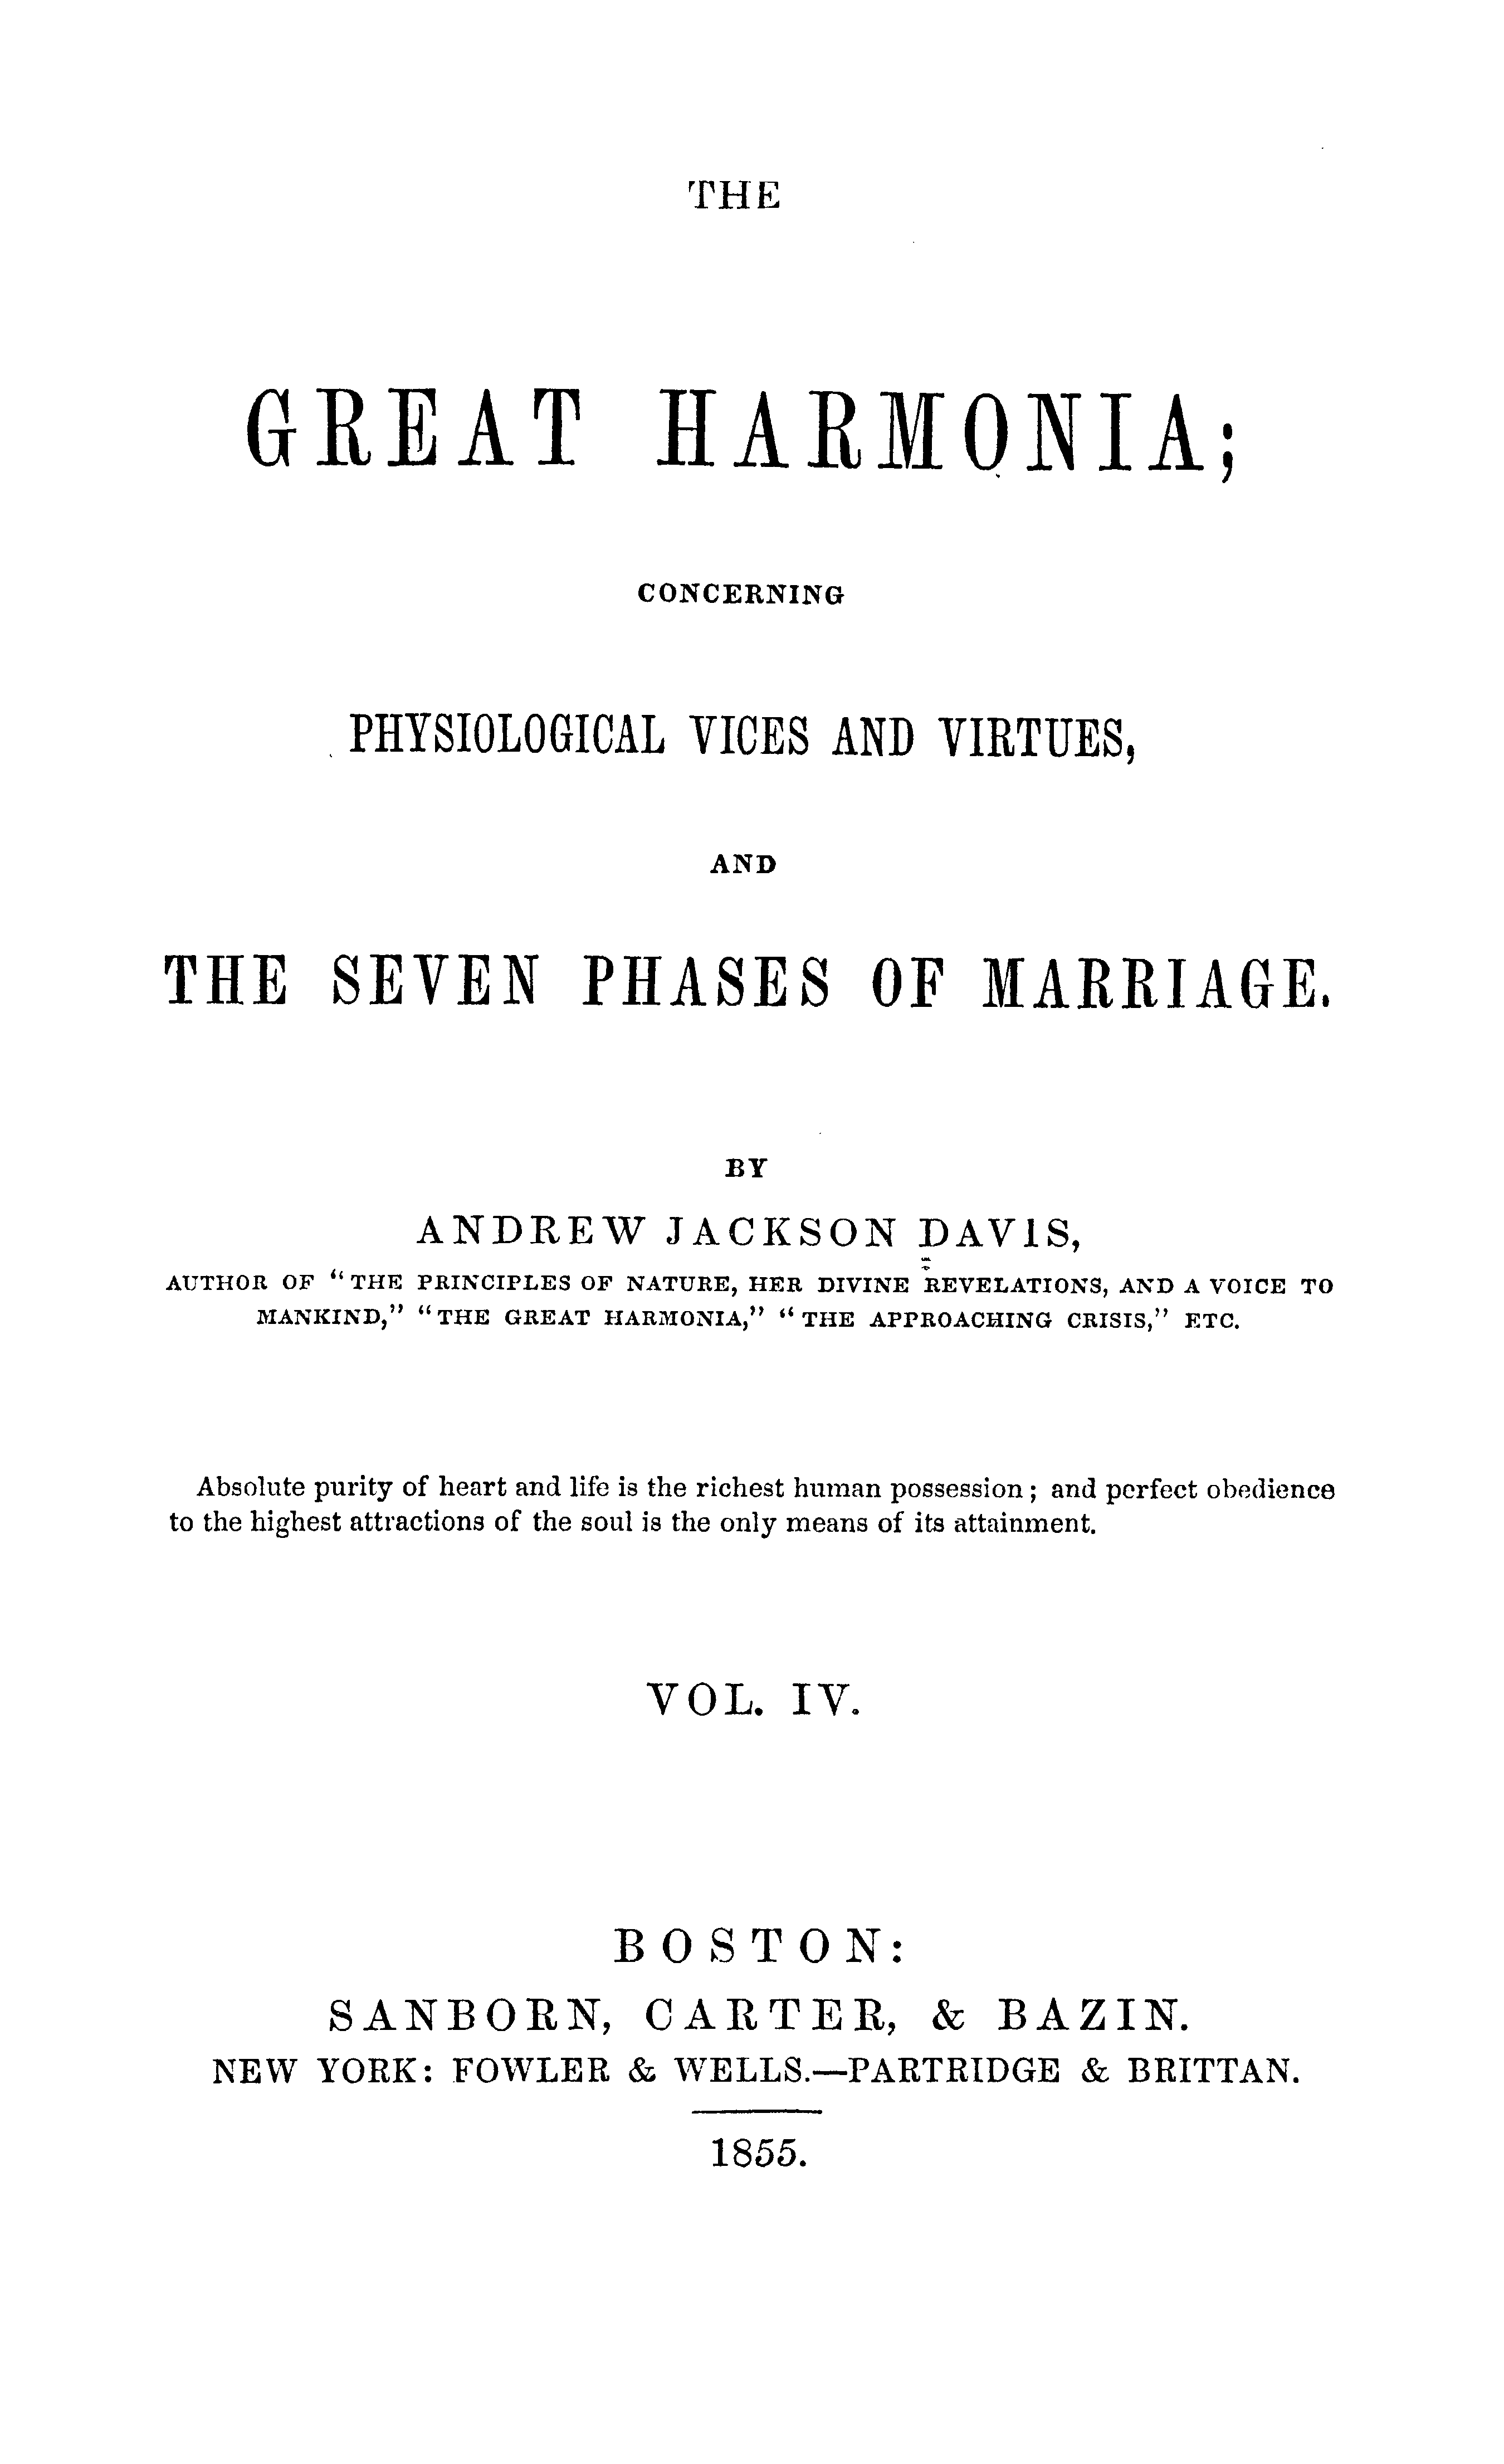 THE
GREAT HARMONIA;
CONCERNING
PHYSIOLOGICAL VICES AND VIRTUES,
AND
THE SEVEN PHASES OF MARRIAGE.
BY
ANDREW JACKSON DAVIS,
AUTHOR OF "THE PRINCIPLES OF NATURE, HER DIVINE REVELATIONS, AND A VOICE TO
MANKIND," "THE GREAT HARMONIA," "THE APPROACHING CRISIS," ETC.
Absolute purity of heart and life is the richest human possession; and perfect obedience
to the highest attractions of the soul is the only means of its attainment.
VOL. IV.
BOSTON:
SANBORN, CARTER, & BAZIN.
NEW YORK: FOWLER & WELLS.—PARTRIDGE & BRITTAN.
1855.